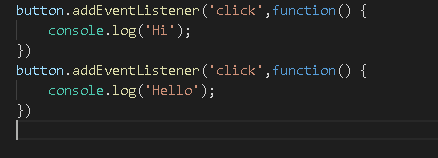 button.addEventListener('click',function() {
    console.log('Hi');
})
button.addEventListener('click',function() {
    console.log('Hello');
})